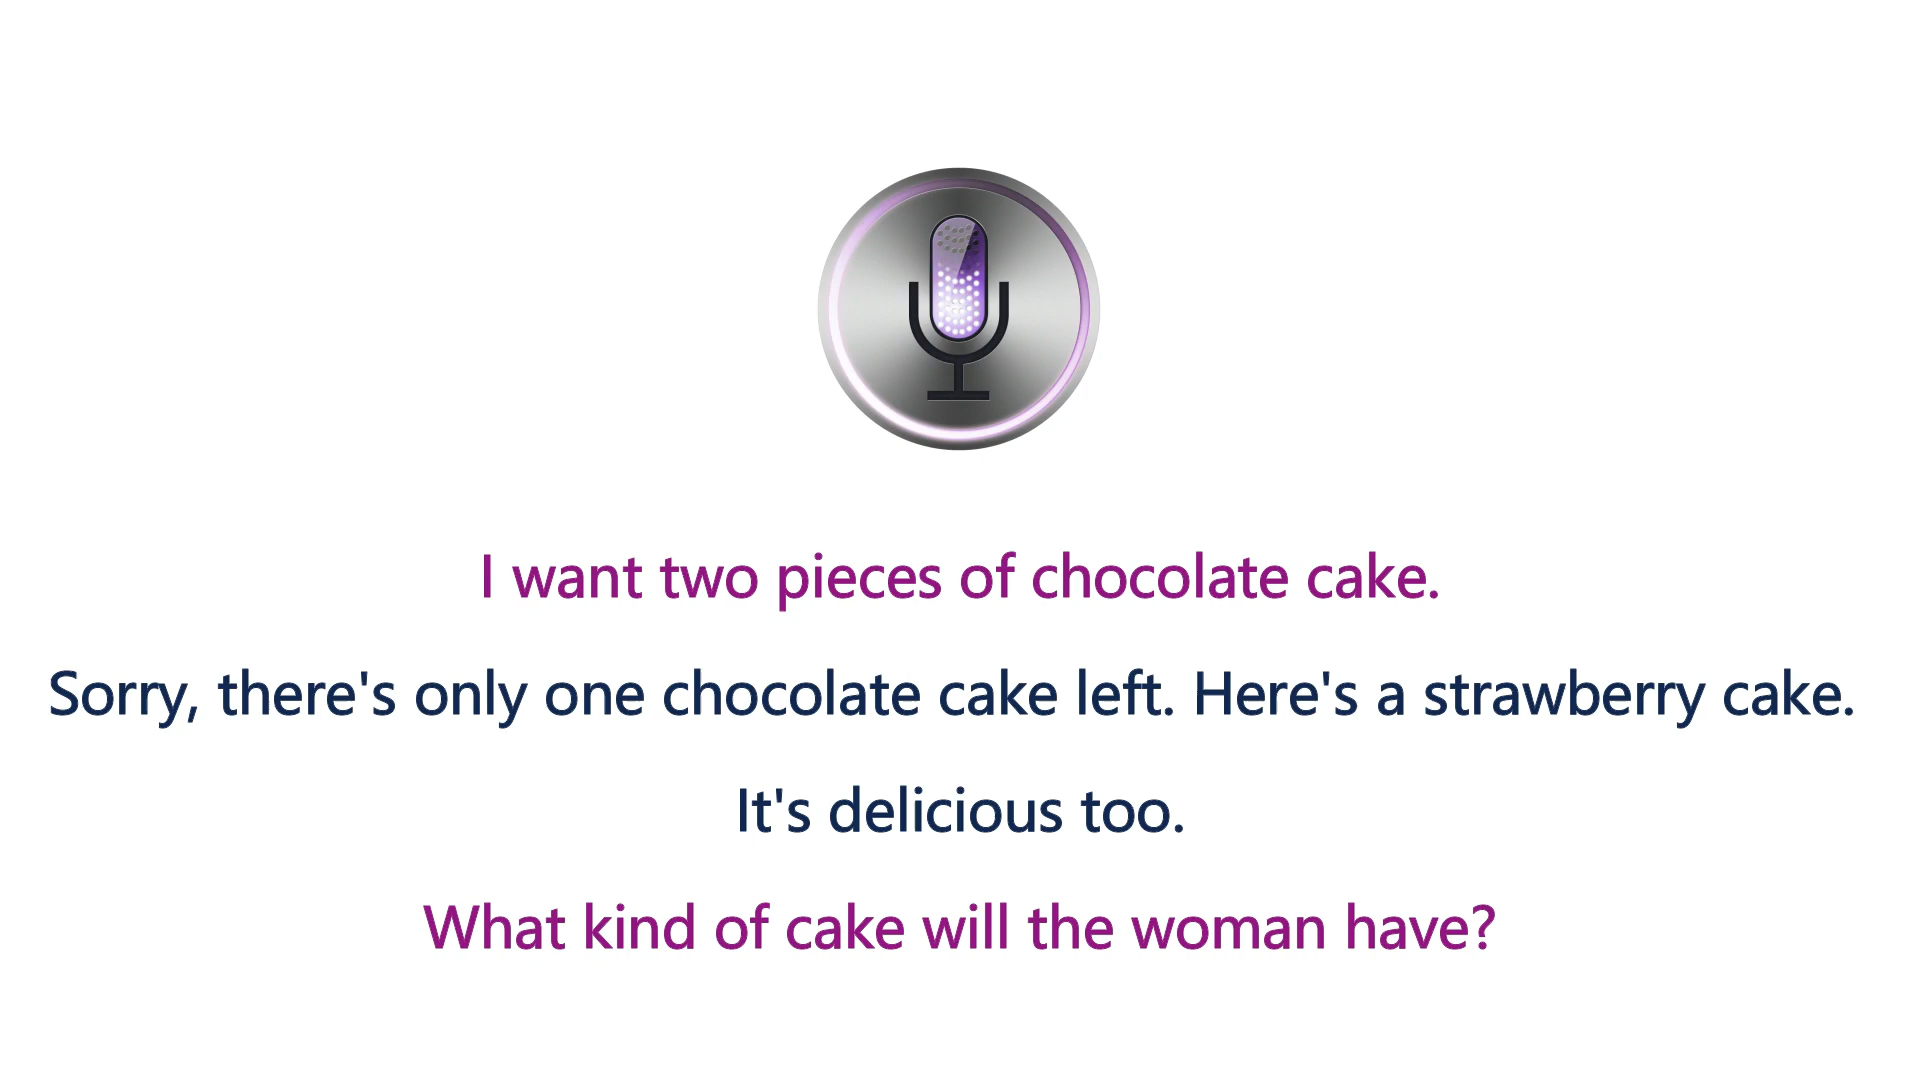 I want two pieces of chocolate cake.
Sorry, there's only one chocolate cake left. Here's a strawberry cake.
It's delicious too.
What kind of cake will the woman have?